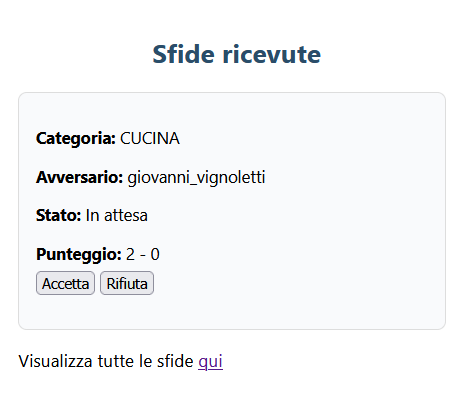 Sfide ricevute
Categoria: CUCINA
Avversario: giovanni_vignoletti
Stato: In attesa
Punteggio: 2 - 0
Accetta Rifiuta
Visualizza tutte le sfide qui